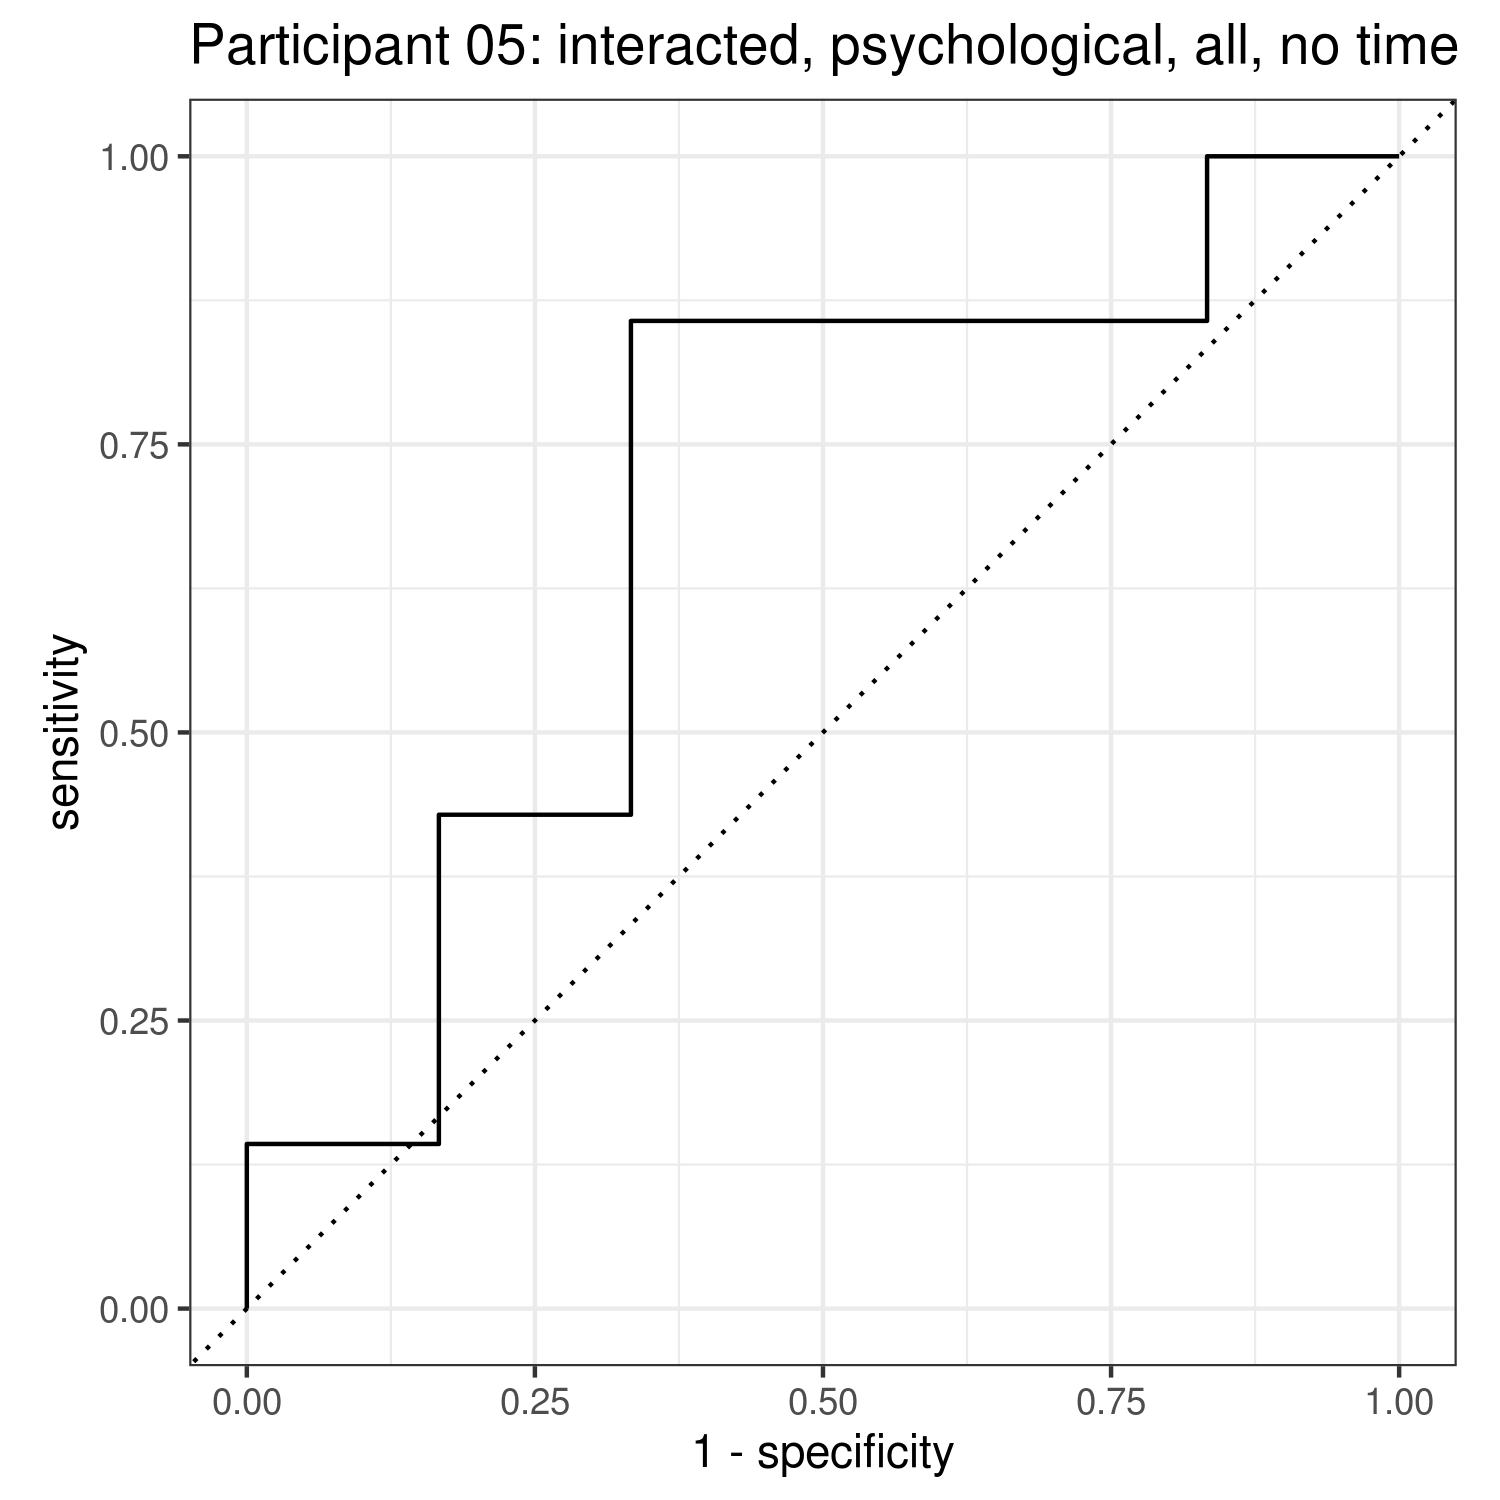 Participant 05: interacted, psychological, all, no time
1.00
0.75
0.50
0.25
0.00
sensitivity
0.00 0.25 0.50 0.75 1.00
1 - specificity